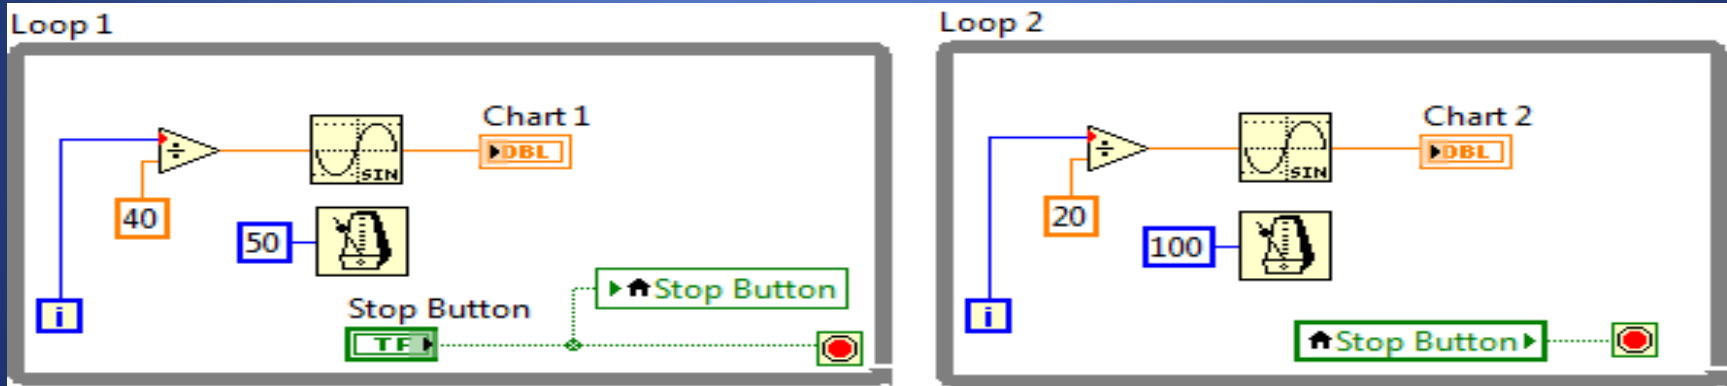 Loop 1
Chart 1
DBL
SIN
40
50
Stop Button
Stop Button
i
TF
Loop 2
Chart 2
DBL
SIN
20
100
i
Stop Button